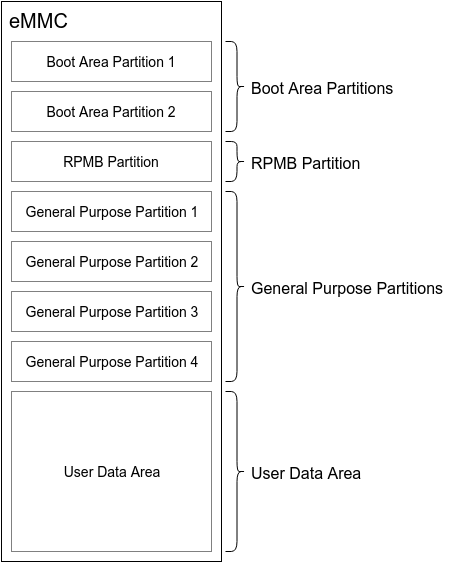 eMMC
Boot Area Partition 1
Boot Area Partition 2
Boot Area Partitions
RPMB Partition
RPMB Partition
General Purpose Partition 1
General Purpose Partition 2
General Purpose Partition 3
General Purpose Partition 4
General Purpose Partitions
User Data Area
User Data Area